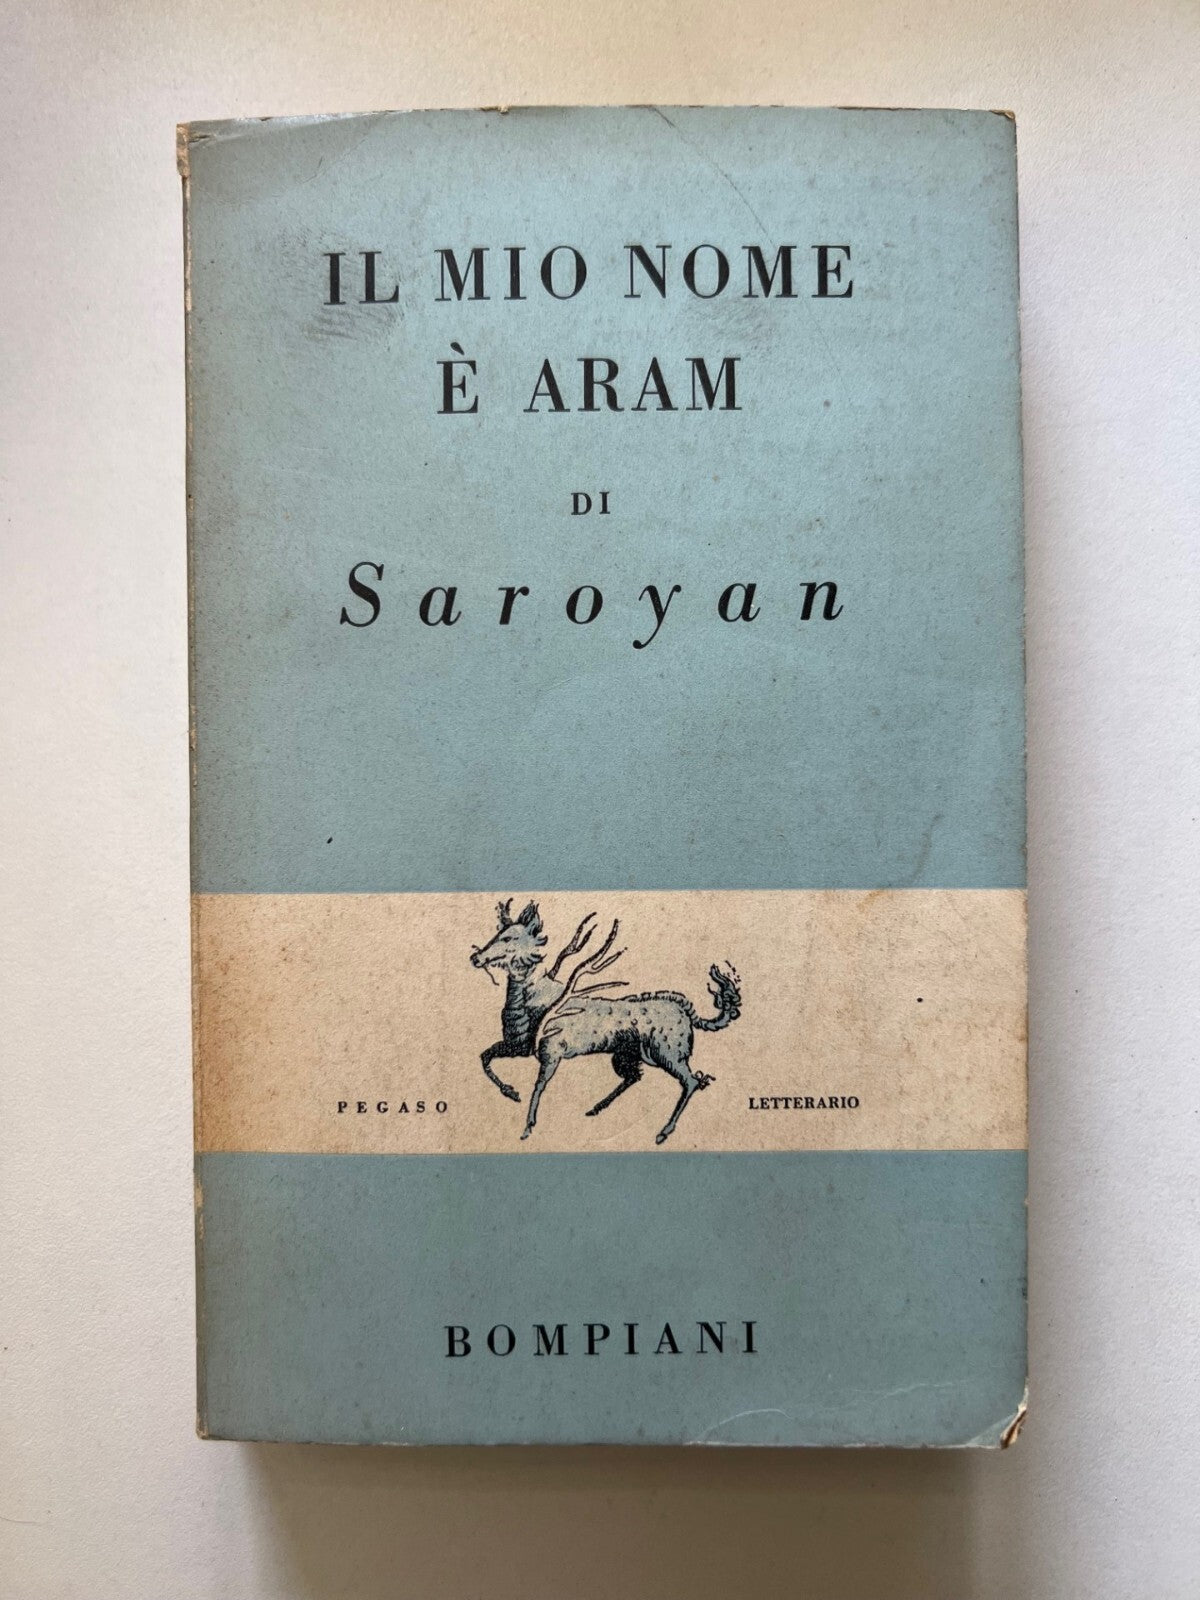 IL MIO NOME
È ARAM
DI
Saroyan
PEGASO LETTERARIO
BOMPIANI